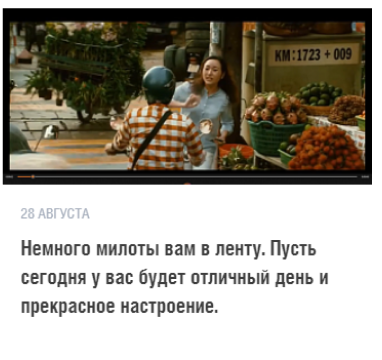 KM:1723 + 009
28 АВГУСТА
Немного милоты вам в ленту. Пусть
сегодня у вас будет отличный день и
прекрасное настроение.